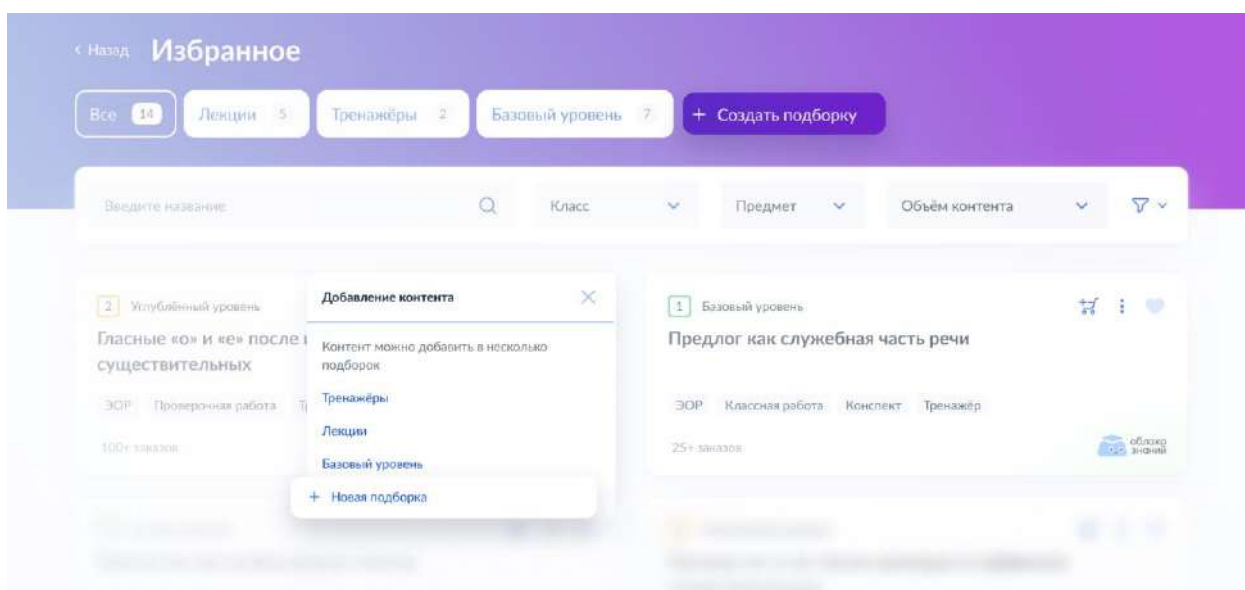 Назад Избранное
Все 14 Лекции 5 Тренажёры 2 Базовый уровень 7 + Создать подборку
Введите название Класс Предмет Объём контента
2 Углублённый уровень
Гласные «о» и «е» после
существительных
ЭОР Проверочная работа
100+ заказов
Добавление контента
Контент можно добавить в несколько
подборок
Тренажёры
Лекции
Базовый уровень
+ Новая подборка
1 Базовый уровень
Предлог как служебная часть речи
ЭОР Классная работа Конспект Тренажёр
25+ заказов
облако
знаний